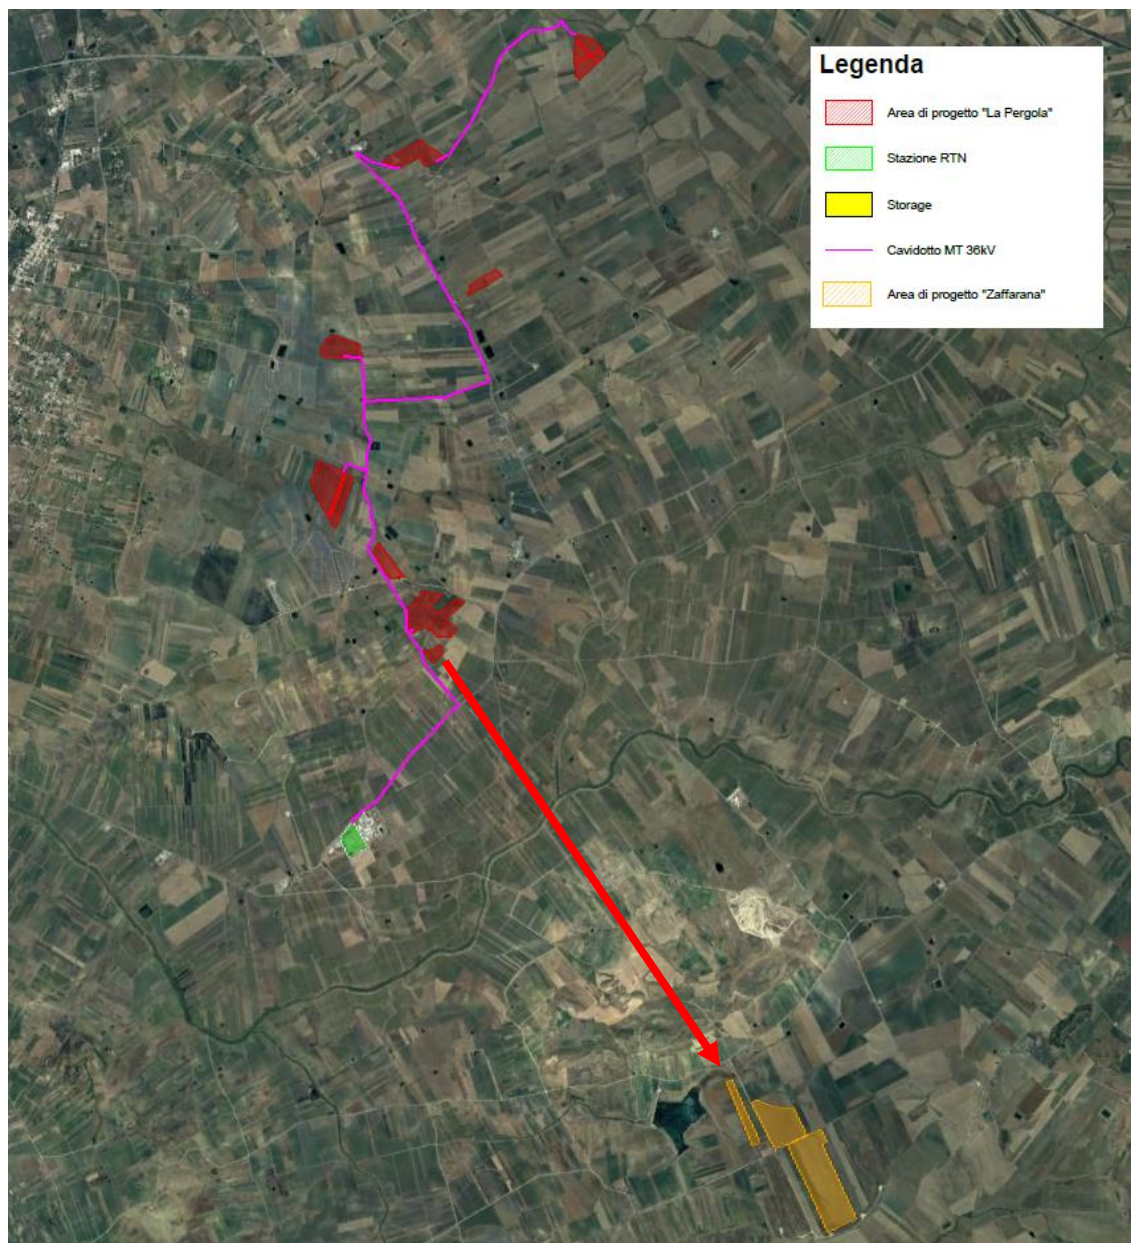 Legenda
Area di progetto "La Pergola"
Stazione RTN
Storage
Cavidotto MT 36kV
Area di progetto "Zaffarana"